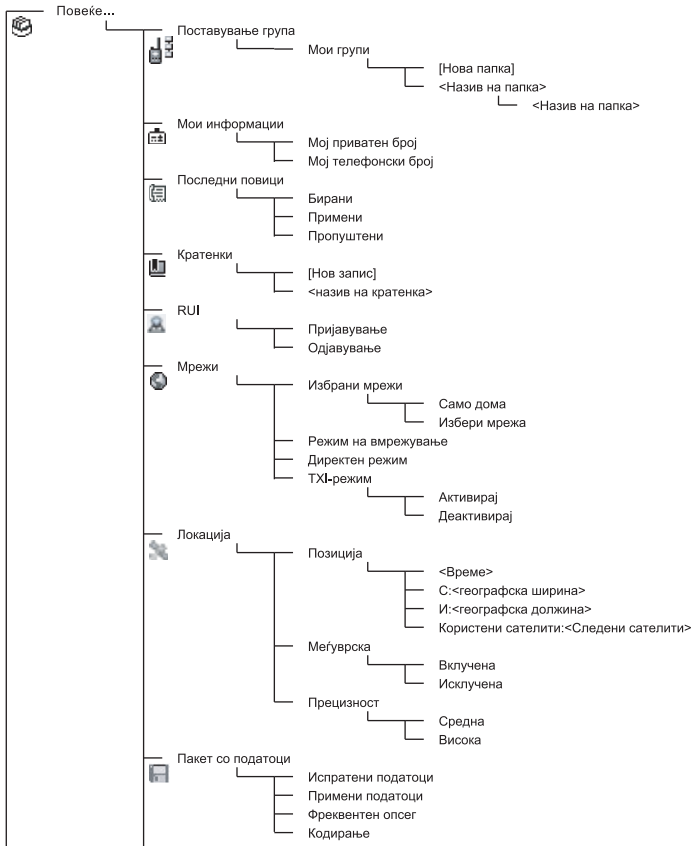 Повеќе...
Поставување група
Мои групи
[Нова папка]
<Назив на папка>
<Назив на папка>
Мои информации
Мој приватен број
Мој телефонски број
Последни повици
Бирани
Примени
Пропуштени
Кратенки
[Нов запис]
<назив на кратенка>
RUI
Пријавување
Одјавување
Мрежи
Избрани мрежи
Само дома
Избери мрежа
Режим на вмрежување
Директен режим
TXI-режим
Активирај
Деактивирај
Локација
Позиција
<Време>
С:<географска ширина>
И:<географска должина>
Користени сателити:<Следени сателити>
Меѓуврска
Вклучена
Исклучена
Прецизност
Средна
Висока
Пакет со податоци
Испратени податоци
Примени податоци
Фреквентен опсег
Кодирање